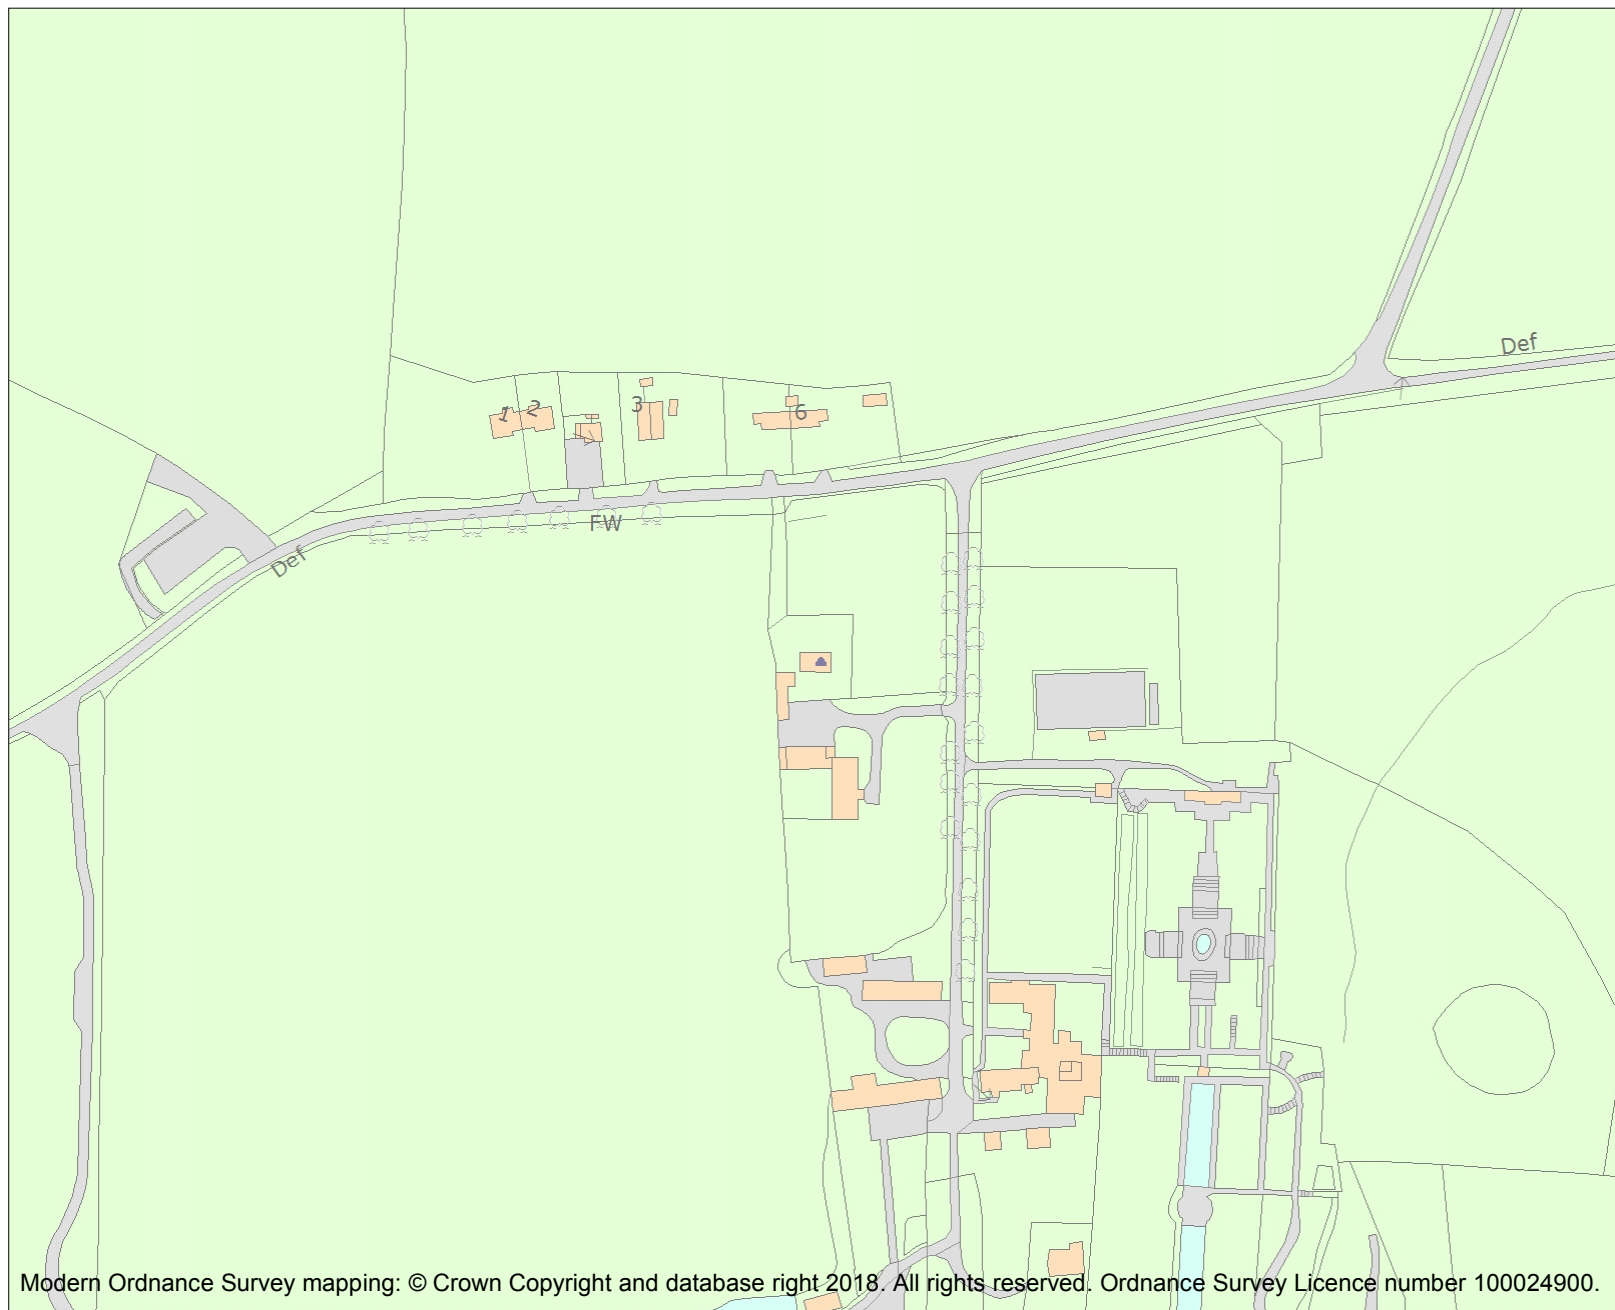 Def
1
2
3
6
FW
Def
Modern Ordnance Survey mapping: © Crown Copyright and database right 2018. All rights reserved. Ordnance Survey Licence number 100024900.